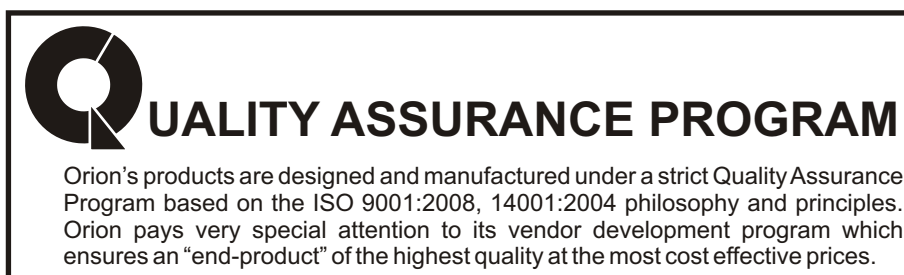 QUALITY ASSURANCE PROGRAM
Orion’s products are designed and manufactured under a strict Quality Assurance
Program based on the ISO 9001:2008, 14001:2004 philosophy and principles.
Orion pays very special attention to its vendor development program which
ensures an “end-product” of the highest quality at the most cost effective prices.